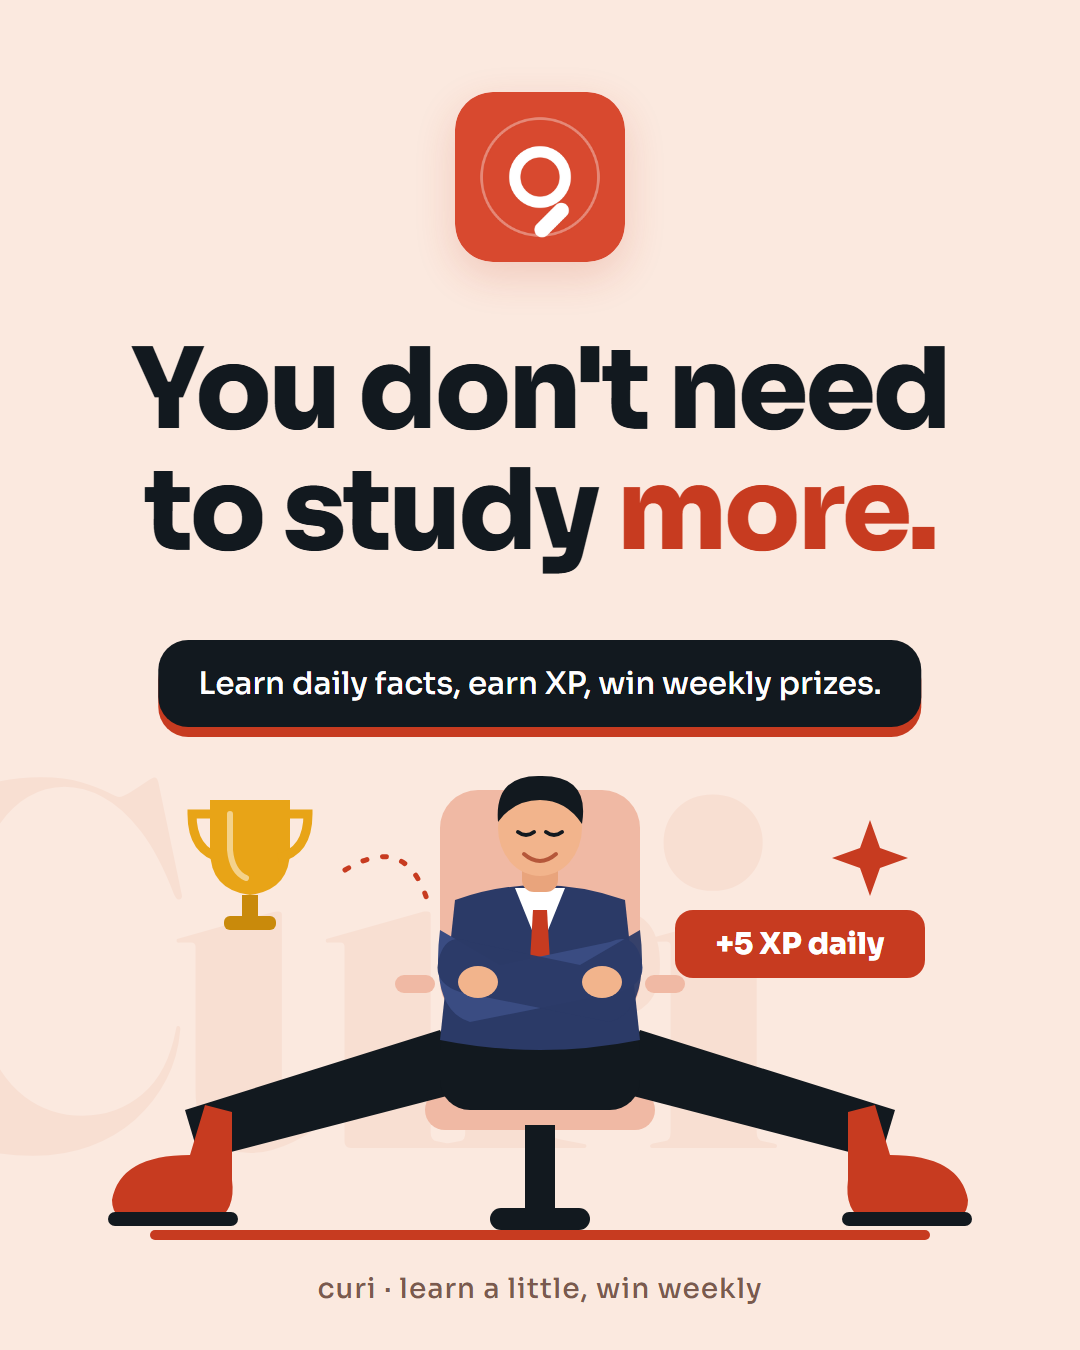 You don't need
to study more.
Learn daily facts, earn XP, win weekly prizes.
Curi
+5 XP daily
curi · learn a little, win weekly